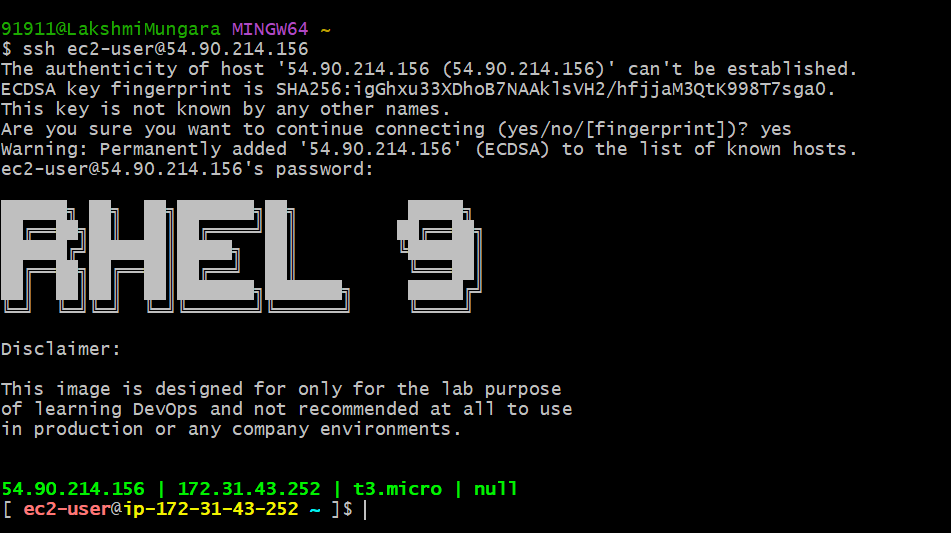 91911@LakshmiMungara MINGW64 ~
$ ssh ec2-user@54.90.214.156
The authenticity of host '54.90.214.156 (54.90.214.156)' can't be established.
ECDSA key fingerprint is SHA256:igGhxu33XDhoB7NAAklsVH2/hfjjaM3QtK998T7sga0.
This key is not known by any other names.
Are you sure you want to continue connecting (yes/no/[fingerprint])? yes
Warning: Permanently added '54.90.214.156' (ECDSA) to the list of known hosts.
ec2-user@54.90.214.156's password:
RHEL 9
Disclaimer:
This image is designed for only for the lab purpose
of learning DevOps and not recommended at all to use
in production or any company environments.
54.90.214.156 | 172.31.43.252 | t3.micro | null
[ ec2-user@ip-172-31-43-252 ~ ]$